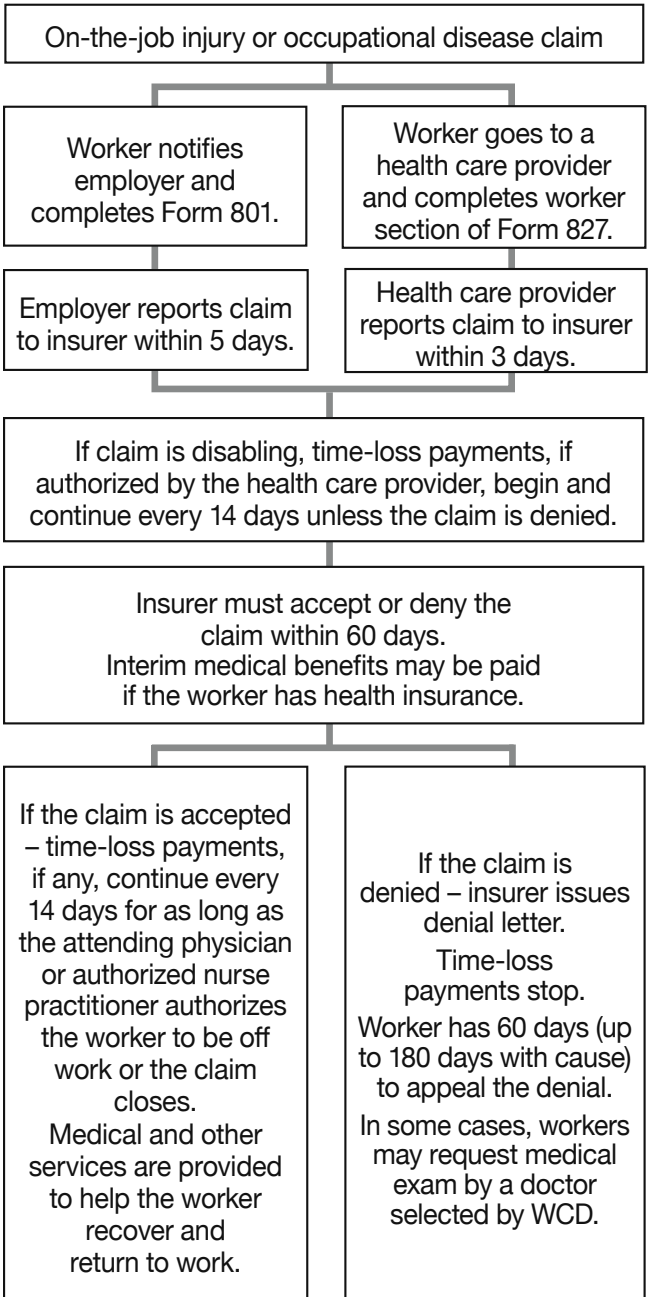 On-the-job injury or occupational disease claim
Worker notifies
employer and
completes Form 801.
Worker goes to a
health care provider
and completes worker
section of Form 827.
Employer reports claim
to insurer within 5 days.
Health care provider
reports claim to insurer
within 3 days.
If claim is disabling, time-loss payments, if
authorized by the health care provider, begin and
continue every 14 days unless the claim is denied.
Insurer must accept or deny the
claim within 60 days.
Interim medical benefits may be paid
if the worker has health insurance.
If the claim is accepted
– time-loss payments,
if any, continue every
14 days for as long as
the attending physician
or authorized nurse
practitioner authorizes
the worker to be off
work or the claim
closes.
Medical and other
services are provided
to help the worker
recover and
return to work.
If the claim is
denied – insurer issues
denial letter.
Time-loss
payments stop.
Worker has 60 days (up
to 180 days with cause)
to appeal the denial.
In some cases, workers
may request medical
exam by a doctor
selected by WCD.